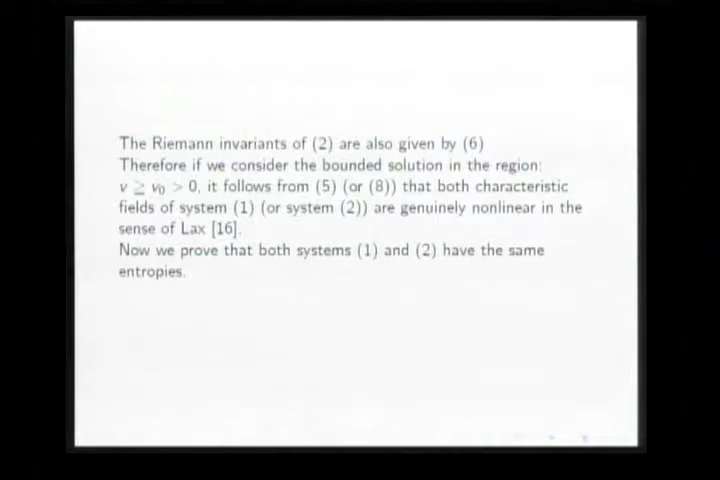 The Riemann invariants of (2) are also given by (6)
Therefore if we consider the bounded solution in the region:
v ≥ v₀ > 0, it follows from (5) (or (8)) that both characteristic
fields of system (1) (or system (2)) are genuinely nonlinear in the
sense of Lax [16].
Now we prove that both systems (1) and (2) have the same
entropies.